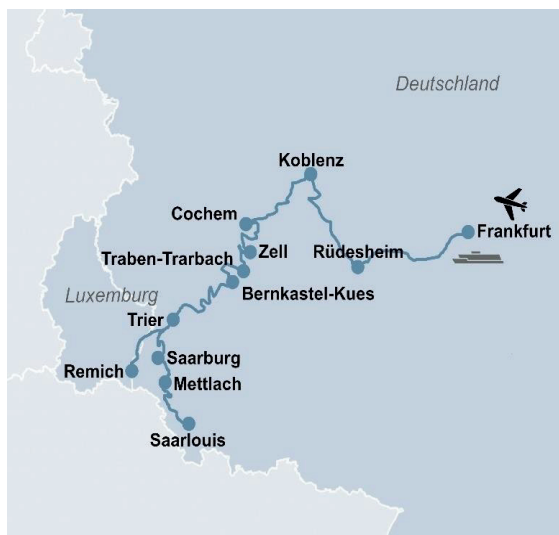 Deutschland
Koblenz
Cochem
Frankfurt
Zell
Rüdesheim
Traben-Trarbach
Bernkastel-Kues
Luxemburg
Trier
Saarburg
Remich
Mettlach
Saarlouis